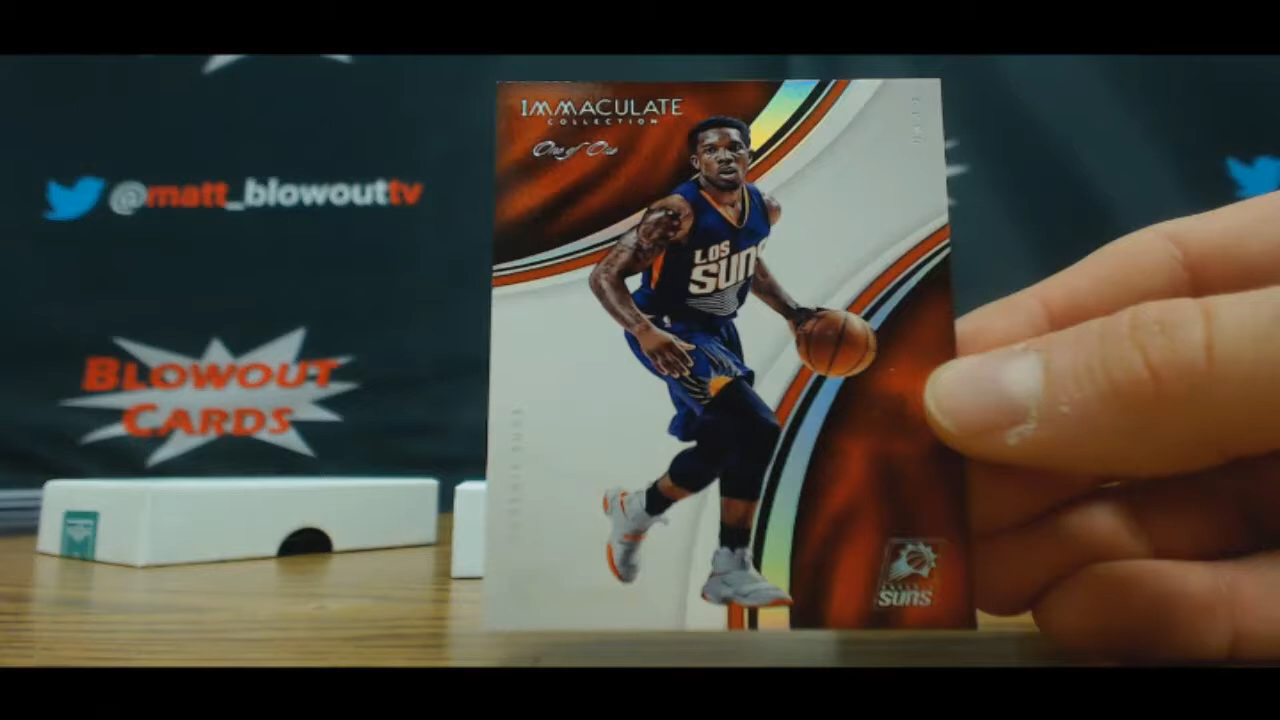 @matt_blowouttv
BLOWOUT
CARDS
IMMACULATE
COLLECTION
One of One
LOS
SUNS
SUNS